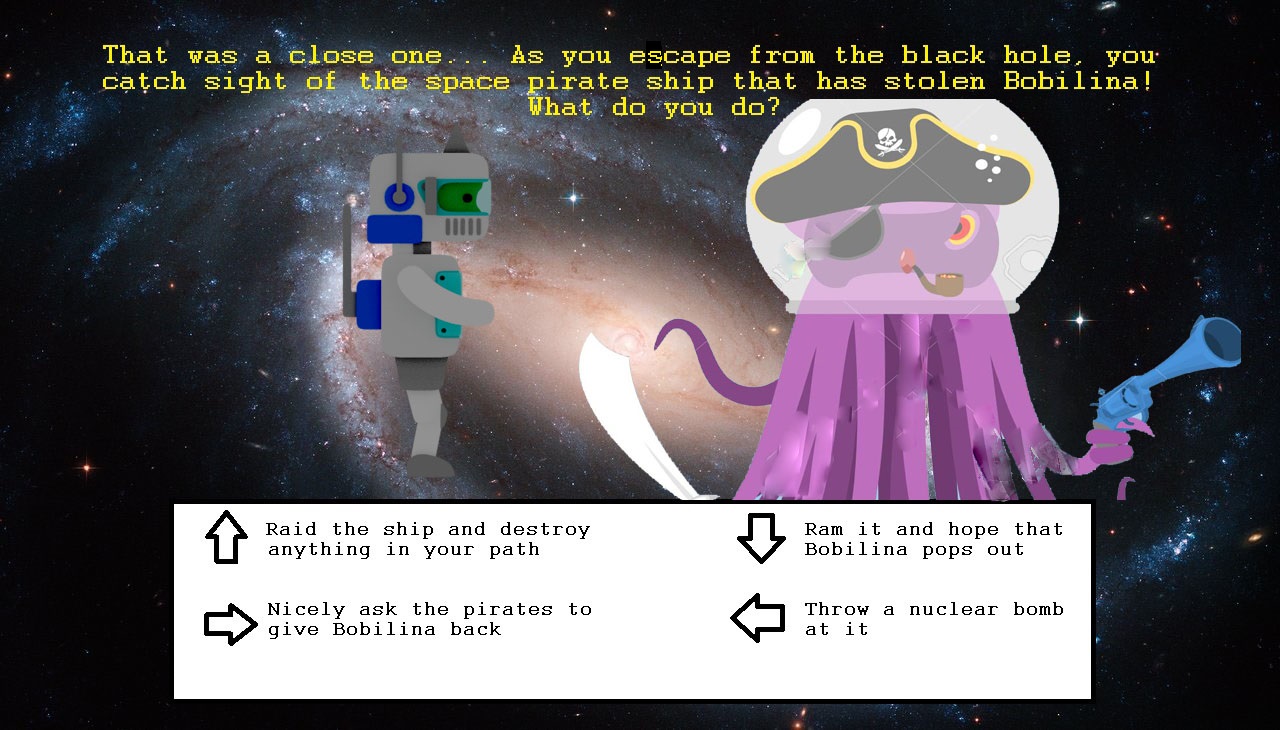 That was a close one... As you escape from the black hole, you
catch sight of the space pirate ship that has stolen Bobilina!
What do you do?
Raid the ship and destroy
anything in your path
Ram it and hope that
Bobilina pops out
Nicely ask the pirates to
give Bobilina back
Throw a nuclear bomb
at it